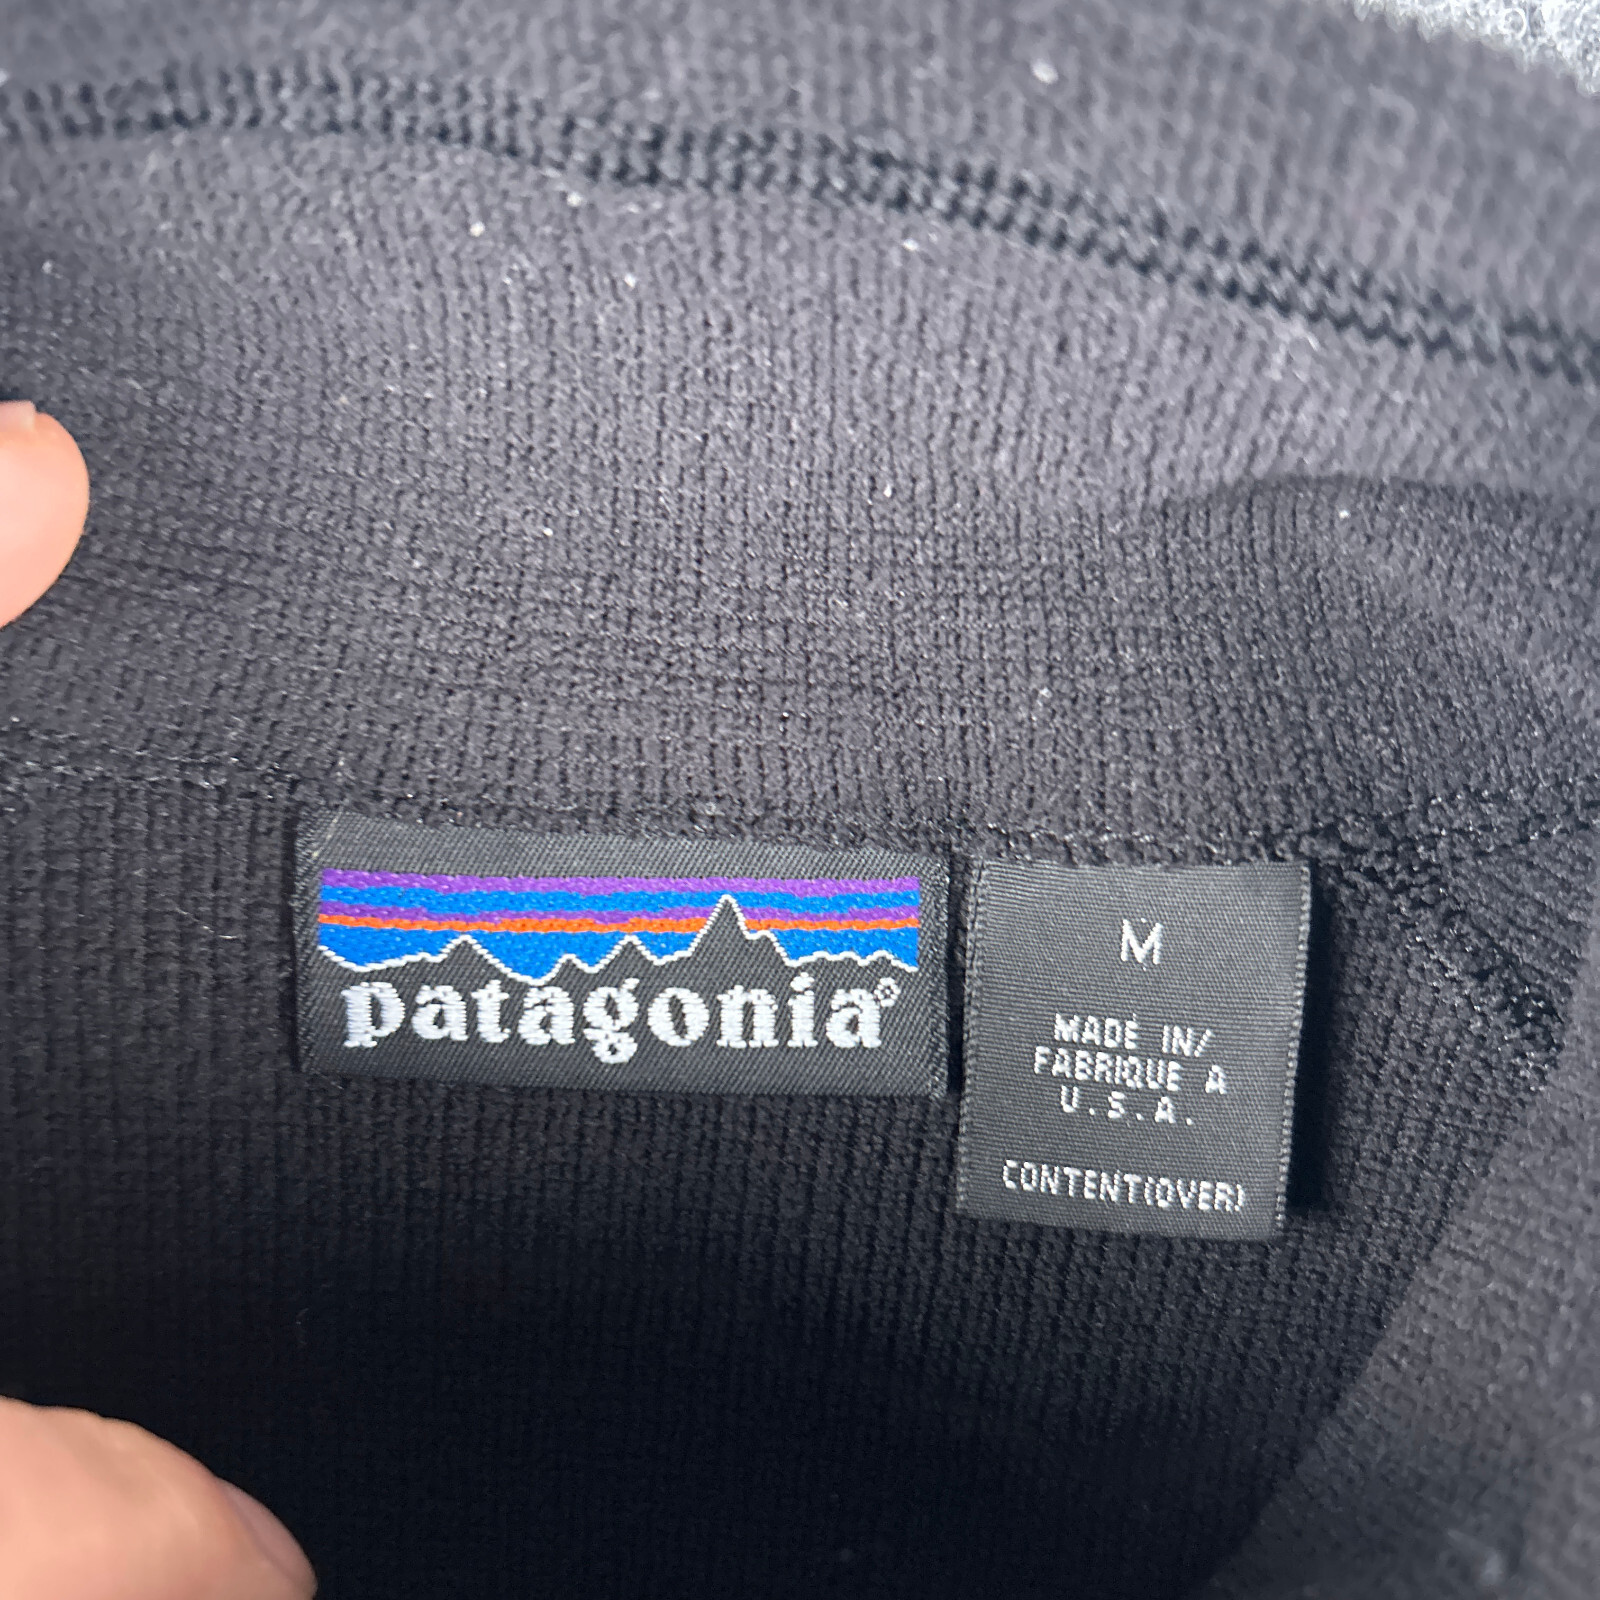 patagonia®
M
MADE IN/
FABRIQUE A
U.S.A.
CONTENT(OVER)